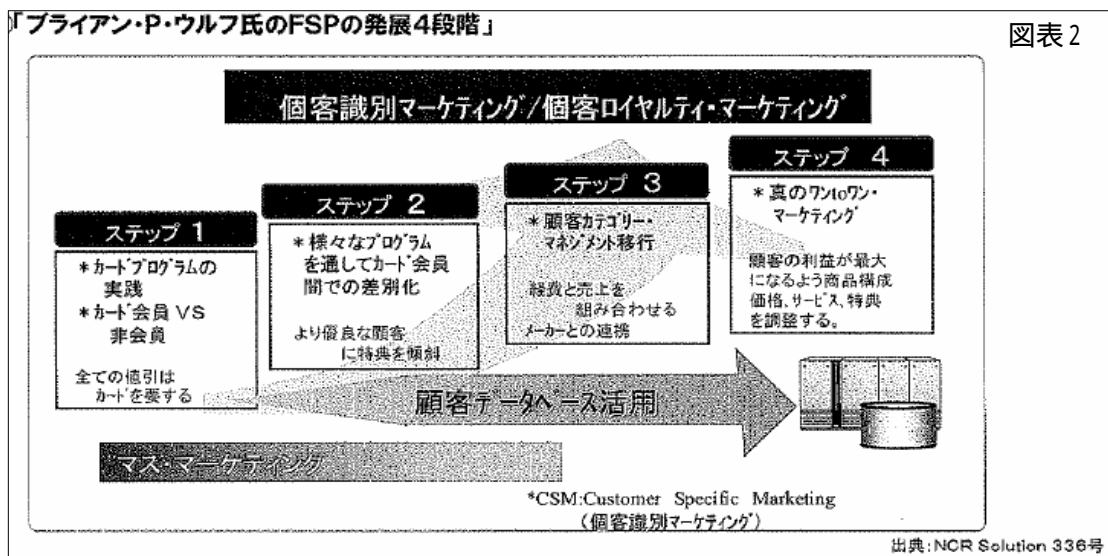 「ブライアン・P・ウルフ氏のFSPの発展4段階」
図表2
個客識別マーケティング/個客ロイヤルティ・マーケティング
ステップ 1
*カードプログラムの
実践
*カード会員 VS
非会員
全ての値引は
カードを要する
ステップ 2
*様々なプログラム
を通してカード会員
間での差別化
より優良な顧客
に特典を傾斜
ステップ 3
*顧客カテゴリー・
マネジメント移行
経費と売上を
組み合わせる
メーカーとの連携
ステップ 4
*真のワンtoワン・
マーケティング
顧客の利益が最大
になるよう商品構成
価格、サービス、特典
を調整する。
顧客データベース活用
マス・マーケティング
*CSM:Customer Specific Marketing
(個客識別マーケティング)
出典:NCR Solution 336号